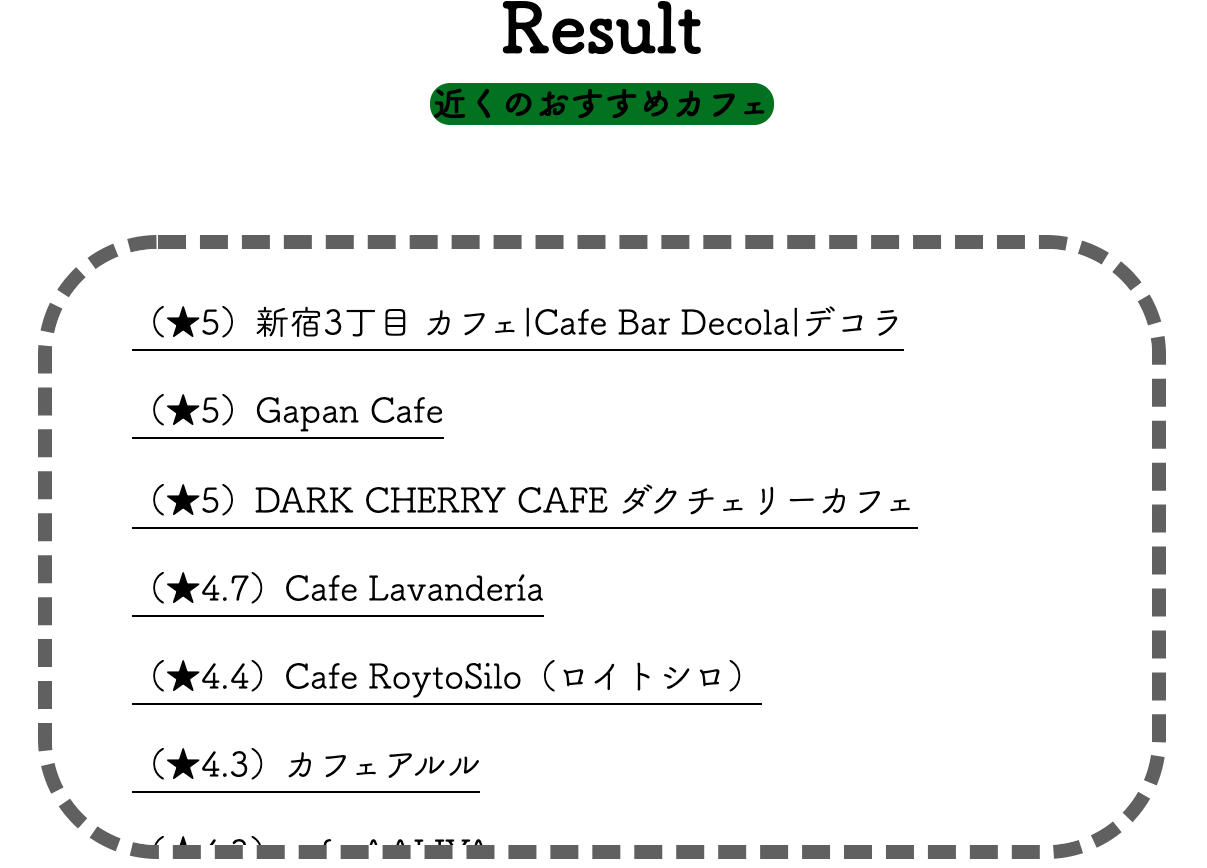 Result
近くのおすすめカフェ
（★5）新宿3丁目 カフェ|Cafe Bar Decola|デコラ
（★5）Gapan Cafe
（★5）DARK CHERRY CAFE ダクチェリーカフェ
（★4.7）Cafe Lavandería
（★4.4）Cafe RoytoSilo（ロイトシロ）
（★4.3）カフェアルル